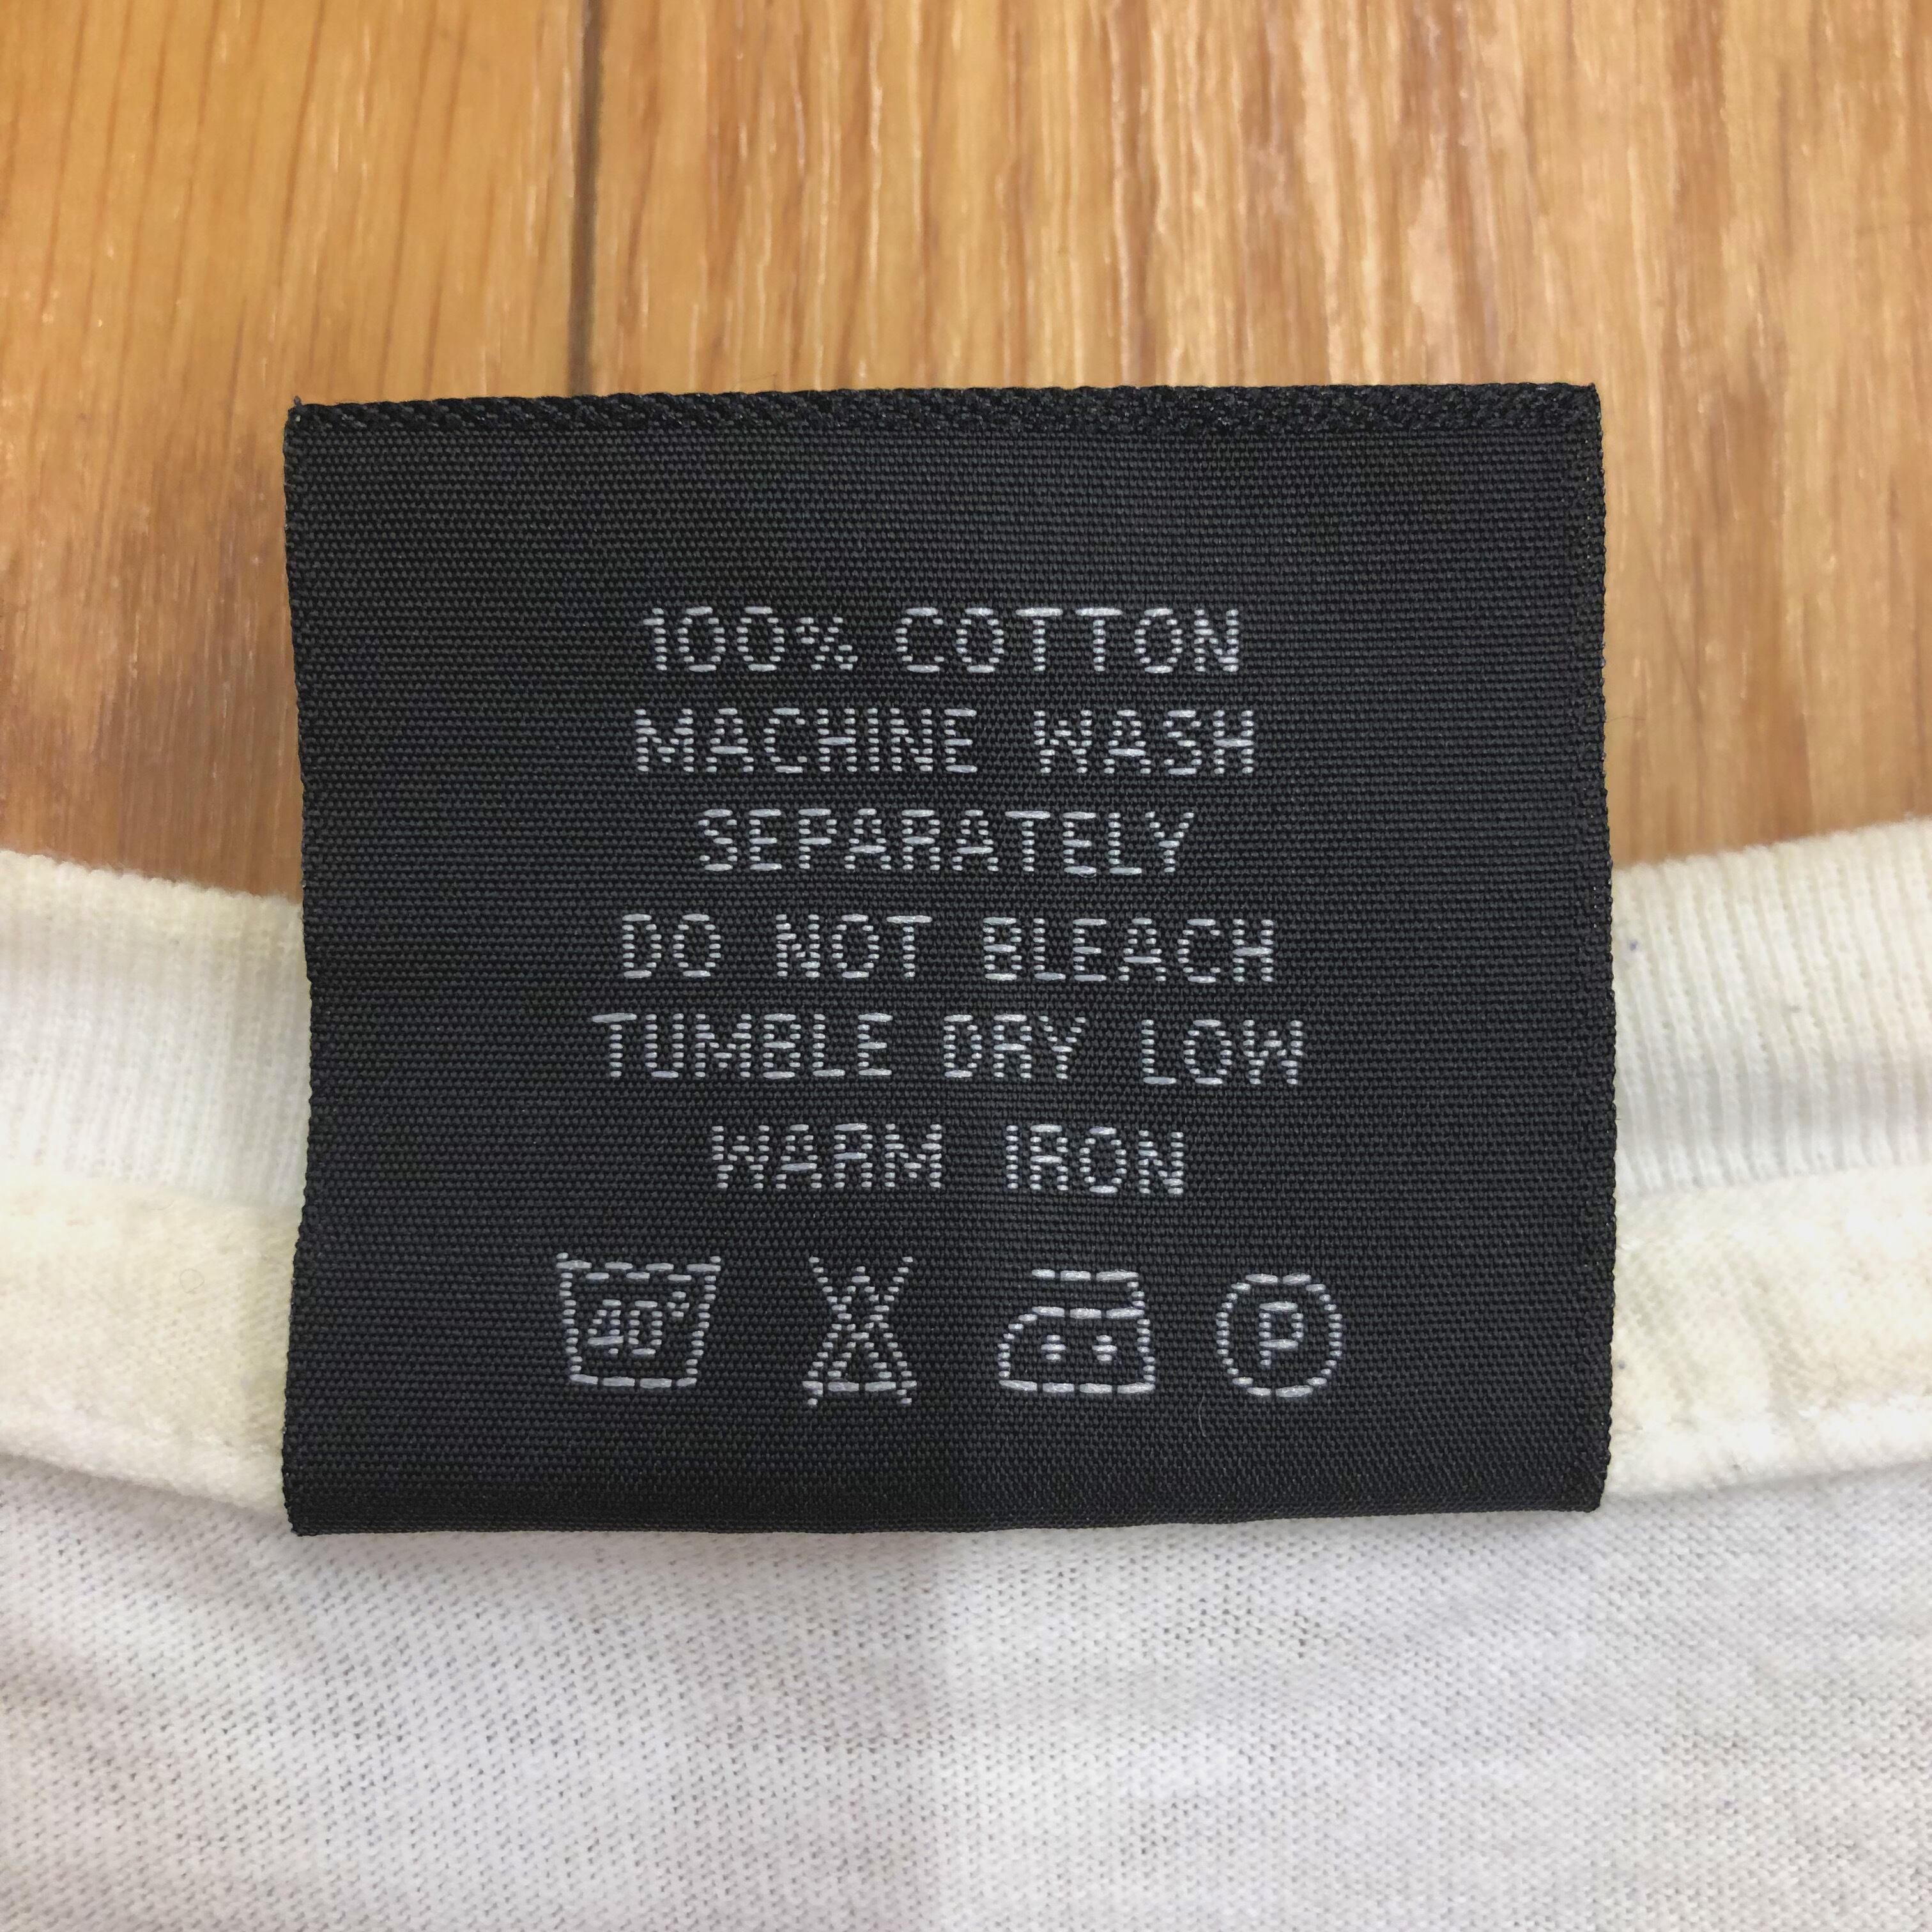 100% COTTON
MACHINE WASH
SEPARATELY
DO NOT BLEACH
TUMBLE DRY LOW
WARM IRON
40° P